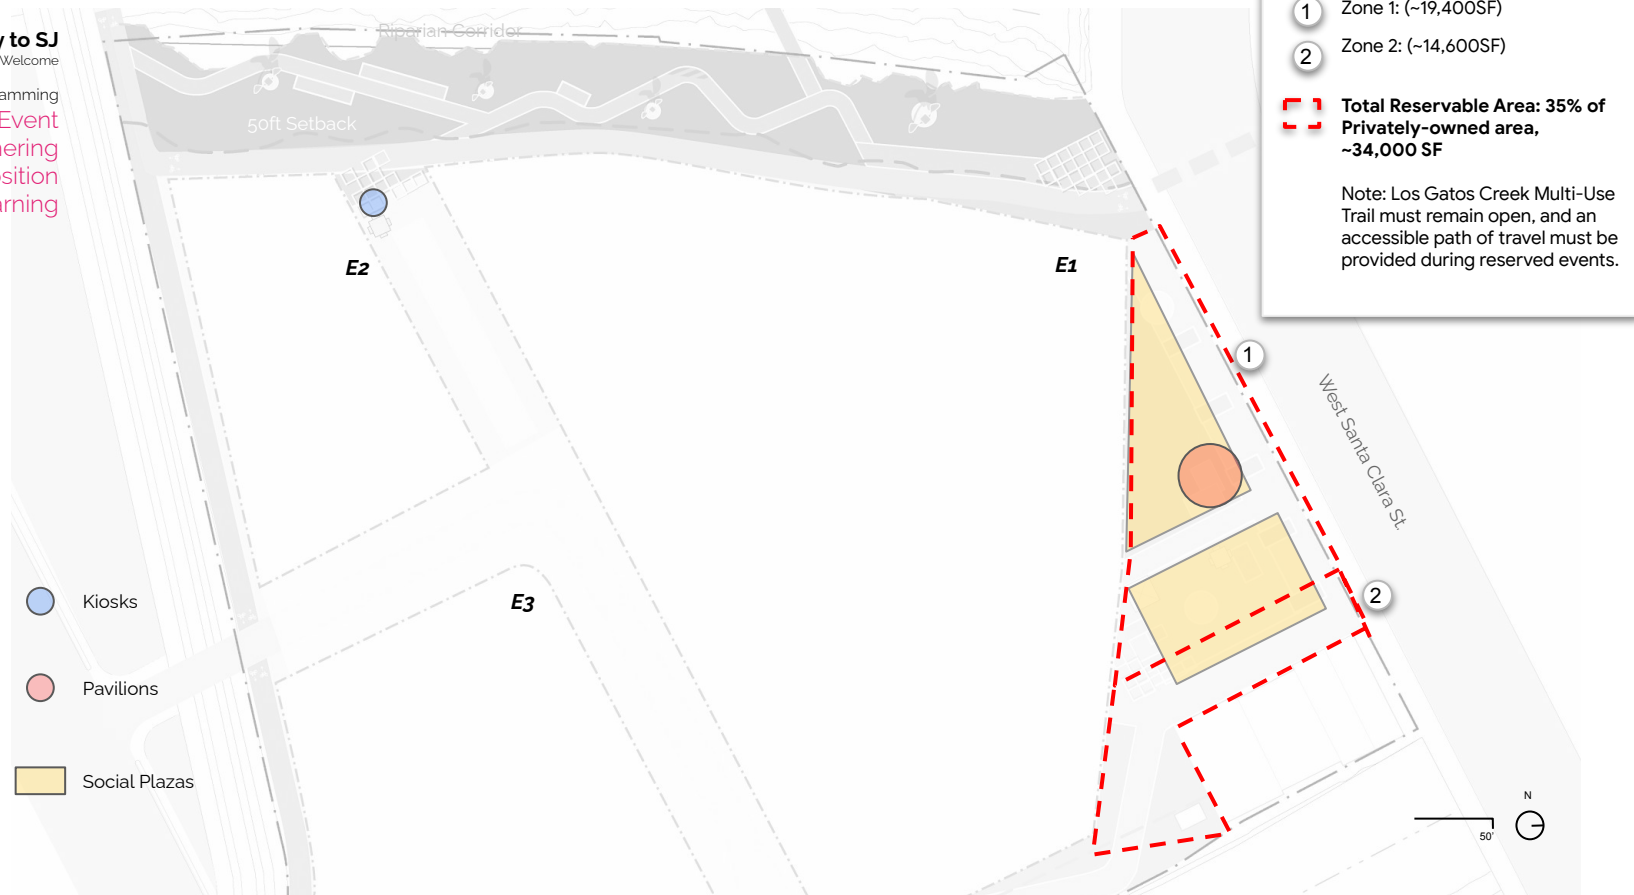 y to SJ
Welcome
amming
Event
hering
sition
arning
Riparian Corridor
50ft Setback
E2
E1
E3
1
2
West Santa Clara St
Kiosks
Pavilions
Social Plazas
1 Zone 1: (~19,400SF)
2 Zone 2: (~14,600SF)
Total Reservable Area: 35% of
Privately-owned area,
~34,000 SF
Note: Los Gatos Creek Multi-Use
Trail must remain open, and an
accessible path of travel must be
provided during reserved events.
N
50'